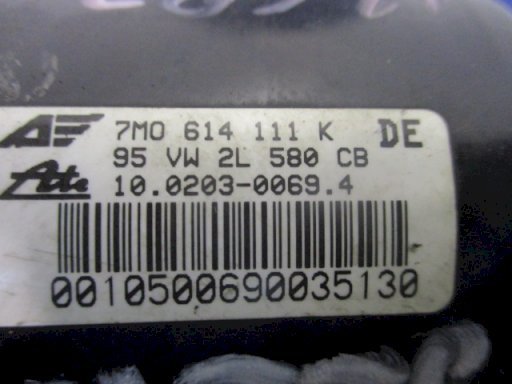 7M0 614 111 K DE
95 VW 2L 580 CB
Ate 10.0203-0069.4
0010500690035130